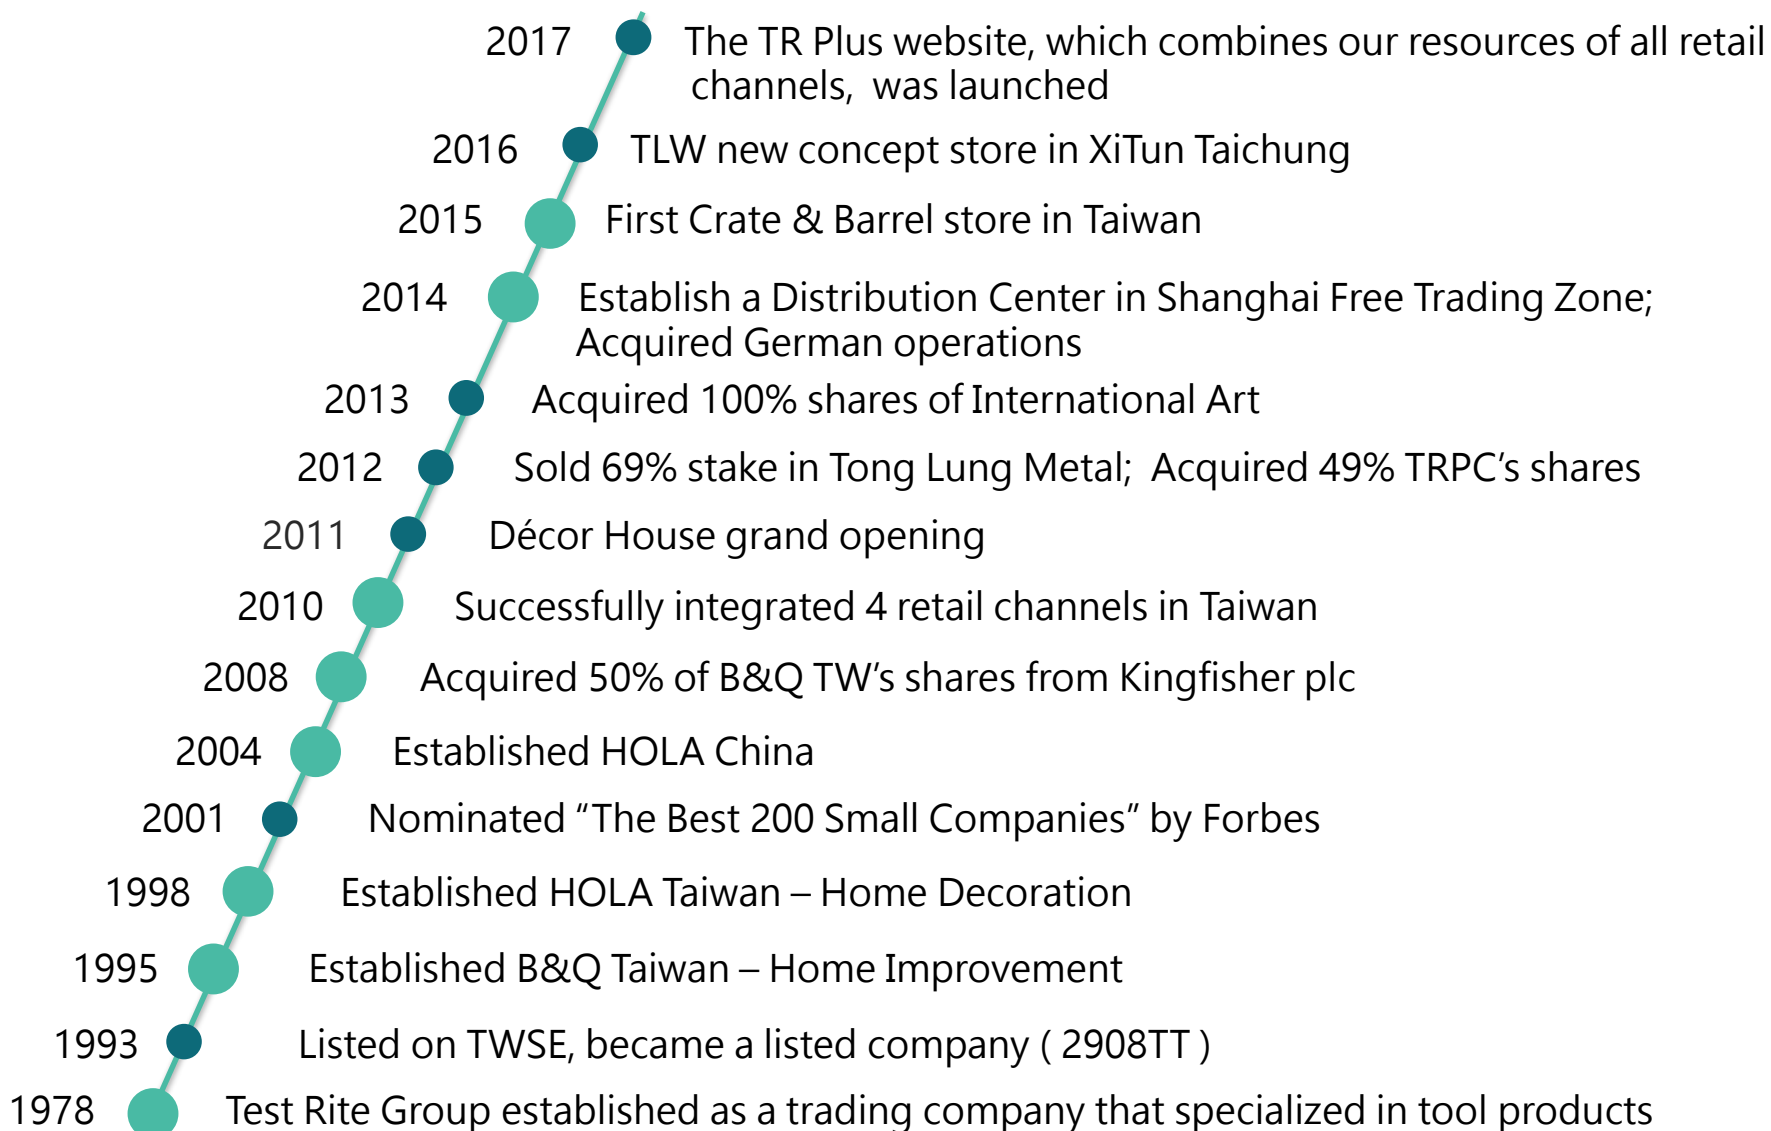 2017 The TR Plus website, which combines our resources of all retail
channels, was launched
2016 TLW new concept store in XiTun Taichung
2015 First Crate & Barrel store in Taiwan
2014 Establish a Distribution Center in Shanghai Free Trading Zone;
Acquired German operations
2013 Acquired 100% shares of International Art
2012 Sold 69% stake in Tong Lung Metal; Acquired 49% TRPC’s shares
2011 Décor House grand opening
2010 Successfully integrated 4 retail channels in Taiwan
2008 Acquired 50% of B&Q TW’s shares from Kingfisher plc
2004 Established HOLA China
2001 Nominated “The Best 200 Small Companies” by Forbes
1998 Established HOLA Taiwan – Home Decoration
1995 Established B&Q Taiwan – Home Improvement
1993 Listed on TWSE, became a listed company ( 2908TT )
1978 Test Rite Group established as a trading company that specialized in tool products